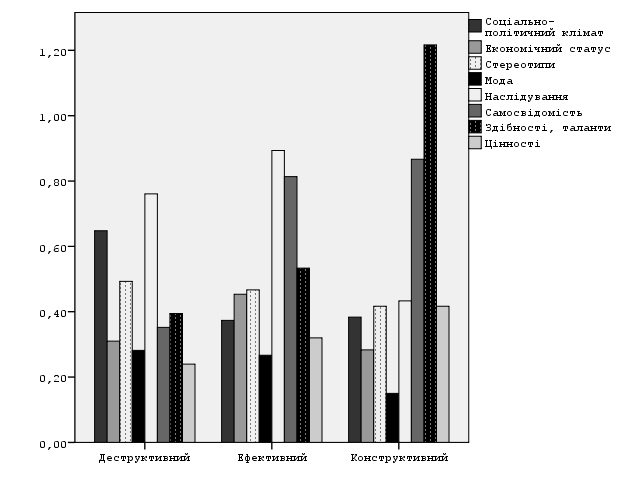 Соціально-
політичний клімат
Економічний статус
Стереотипи
Мода
Наслідування
Самосвідомість
Здібності, таланти
Цінності
1,20
1,00
0,80
0,60
0,40
0,20
0,00
Деструктивний Ефективний Конструктивний